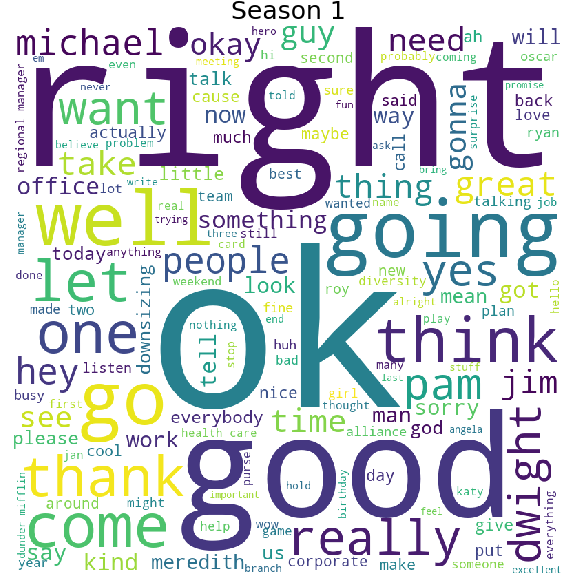 Season 1
hero
guy
michael
okay
need
ah
will
em
even
hi
second
probably
coming
oscar
regional manager
right
never
talk
cause
meeting
told
sure
fun
said
promise
back
want
now
way
gonna
surprise
love
actually
much
maybe
call
ryan
believe
problem
ask
take
little
best
thing
bring
great
office
lot
write
team
real
wanted
name
talking
job
manager
well
trying
something
going
three
still
card
today
anything
people
yes
done
let
weekend
look
roy
diversity
new
mean
got
hello
downsizing
made
two
fine
alright
plan
one
ok
end
play
nothing
think
hey
listen
tell
stop
huh
bad
many
stuff
busy
go
nice
girl
last
pam
jim
first
thought
see
everybody
time
man
sorry
please
work
health care
alliance
god
angela
jan
cool
thank
good
purse
day
dwight
everything
hold
birthday
katy
important
around
feel
dunder mifflin
come
might
help
wow
game
really
give
say
us
put
year
kind
meredith
branch
corporate
make
someone
excellent